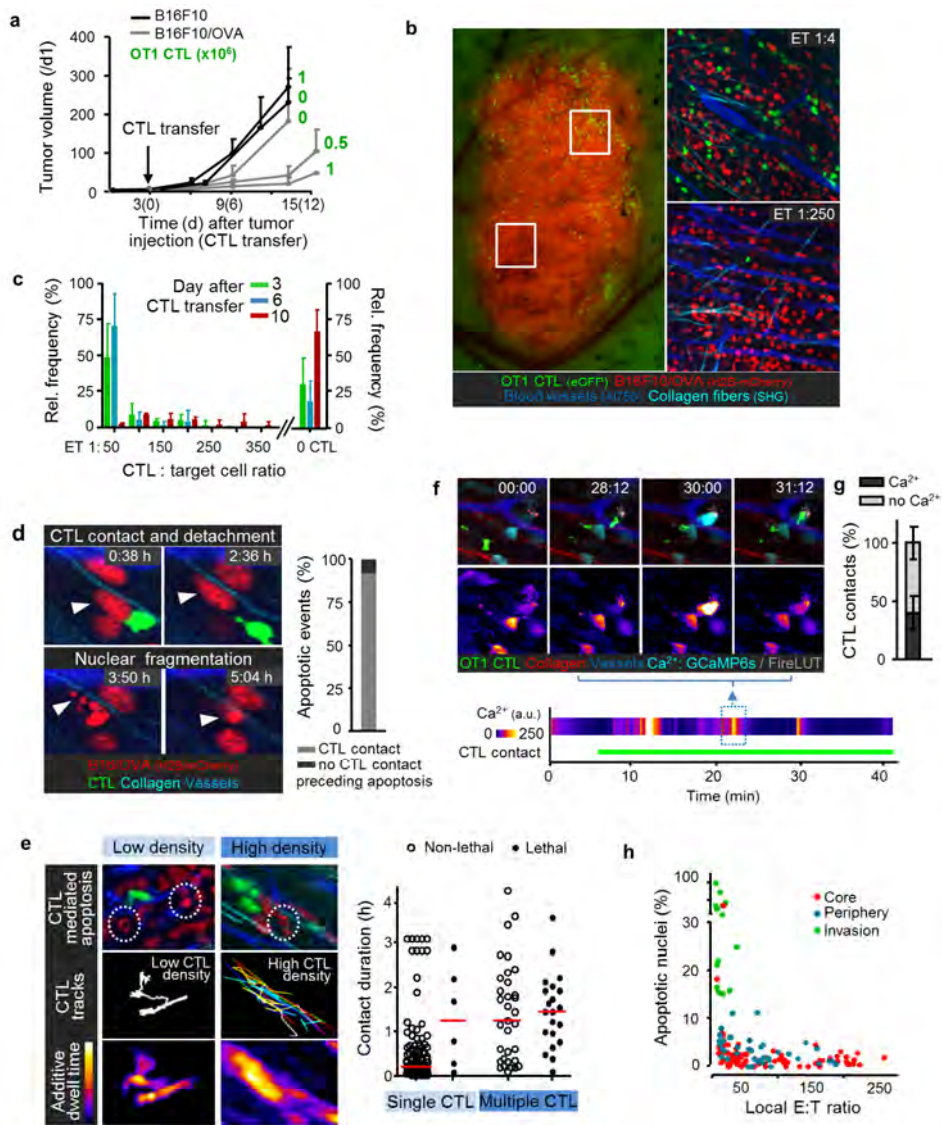 a
B16F10
B16F10/OVA
OT1 CTL (x10⁶)
Tumor volume (/d1)
400
300
200
100
0
CTL transfer
1
0
0
0.5
1
3(0)
9(6)
15(12)
Time (d) after tumor
injection (CTL transfer)
b
ET 1:4
ET 1:250
OT1 CTL (eGFP) B16F10/OVA (H2B-mCherry)
Blood vessels (Al750) Collagen fibers (SHG)
c
Rel. frequency (%)
100
75
50
25
0
Day after
CTL transfer
3
6
10
100
75
50
25
0
Rel. frequency (%)
ET 1: 50
150
250
350
0 CTL
CTL : target cell ratio
d
CTL contact and detachment
0:38 h
2:36 h
Nuclear fragmentation
3:50 h
5:04 h
B16/OVA (H2B-mCherry)
CTL Collagen Vessels
Apoptotic events (%)
100
75
50
25
0
CTL contact
no CTL contact
preceding apoptosis
f
00:00
28:12
30:00
31:12
OT1 CTL Collagen Vessels Ca²⁺: GCaMP6s / FireLUT
Ca²⁺ (a.u.)
0 250
CTL contact
0
10
20
30
40
Time (min)
g
Ca²⁺
no Ca²⁺
CTL contacts (%)
100
50
0
e
Low density
High density
CTL mediated apoptosis
CTL tracks
Low CTL density
High CTL density
Additive dwell time
Non-lethal
Lethal
Contact duration (h)
4
3
2
1
0
Single CTL
Multiple CTL
h
Apoptotic nuclei (%)
100
30
20
10
0
Core
Periphery
Invasion
50
100
150
200
250
Local E:T ratio